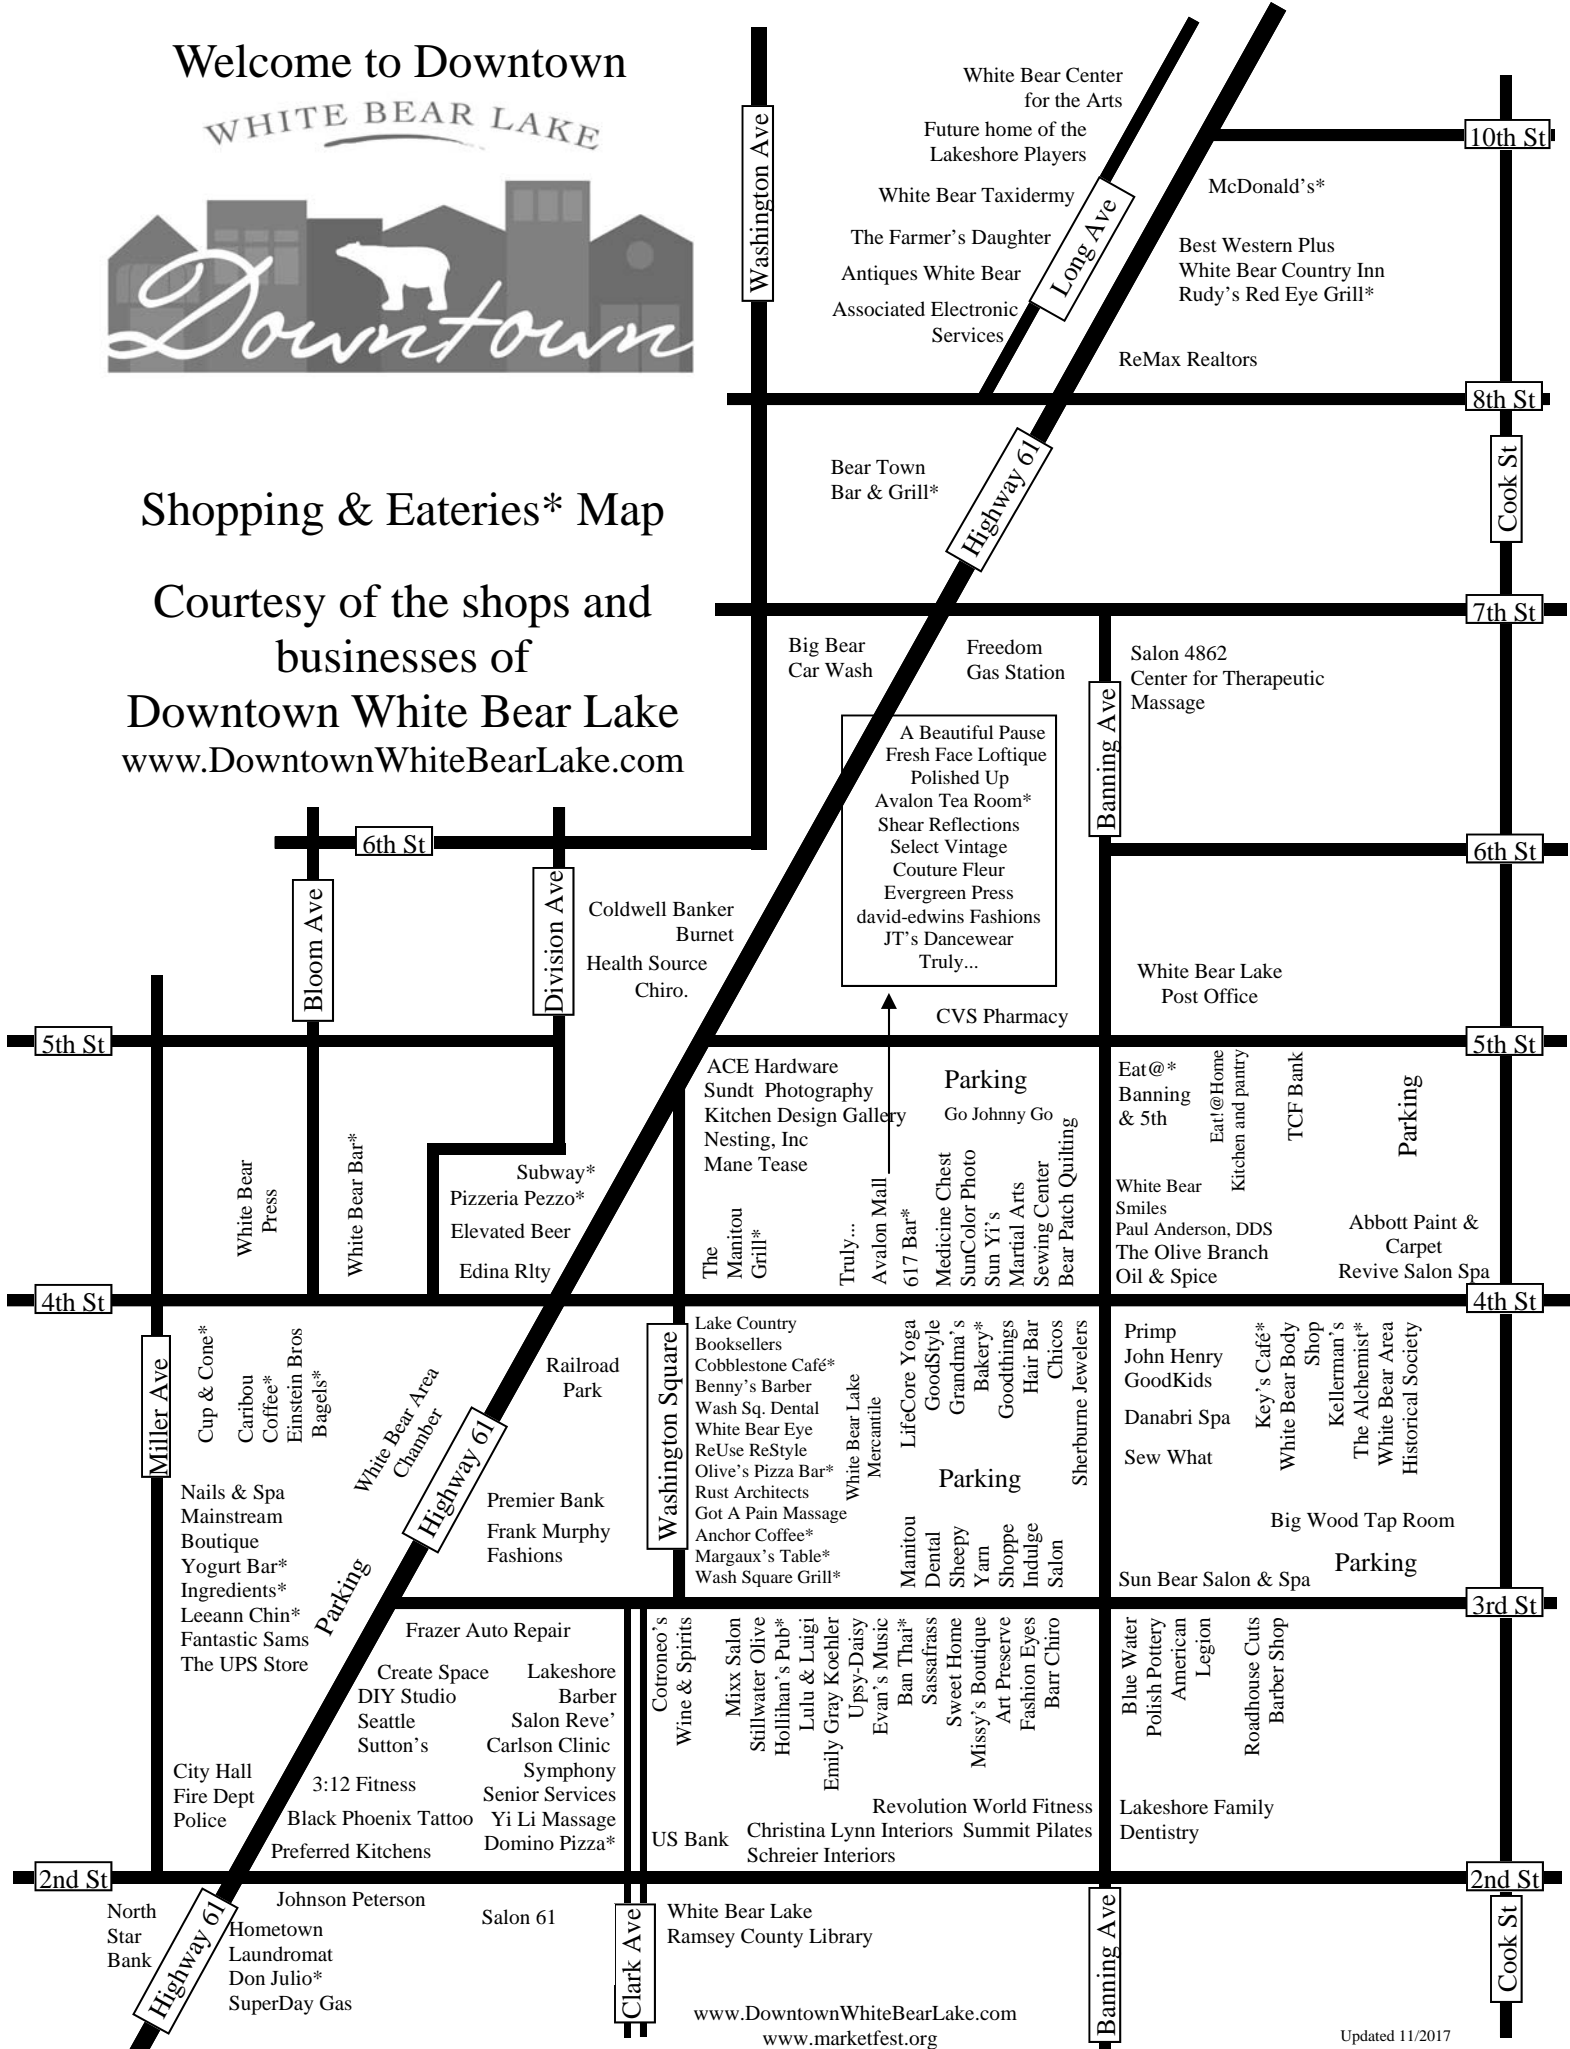 Welcome to Downtown
WHITE BEAR LAKE
Downtown
Shopping & Eateries* Map
Courtesy of the shops and
businesses of
Downtown White Bear Lake
www.DowntownWhiteBearLake.com
Washington Ave
White Bear Center
for the Arts
Future home of the
Lakeshore Players
White Bear Taxidermy
The Farmer's Daughter
Antiques White Bear
Associated Electronic
Services
Long Ave
10th St
McDonald's*
Best Western Plus
White Bear Country Inn
Rudy's Red Eye Grill*
ReMax Realtors
8th St
Bear Town
Bar & Grill*
Highway 61
Cook St
7th St
Big Bear
Car Wash
Freedom
Gas Station
Salon 4862
Center for Therapeutic
Massage
Banning Ave
A Beautiful Pause
Fresh Face Loftique
Polished Up
Avalon Tea Room*
Shear Reflections
Select Vintage
Couture Fleur
Evergreen Press
david-edwins Fashions
JT's Dancewear
Truly...
6th St
6th St
Bloom Ave
Division Ave
Coldwell Banker
Burnet
Health Source
Chiro.
White Bear Lake
Post Office
CVS Pharmacy
5th St
5th St
ACE Hardware
Sundt Photography
Kitchen Design Gallery
Nesting, Inc
Mane Tease
Parking
Go Johnny Go
Eat@*
Banning
& 5th
Eat!@Home
Kitchen and pantry
TCF Bank
Parking
White Bear
Press
White Bear Bar*
Subway*
Pizzeria Pezzo*
Elevated Beer
Edina Rlty
The
Manitou
Grill*
Truly...
Avalon Mall
617 Bar*
Medicine Chest
SunColor Photo
Sun Yi's
Martial Arts
Sewing Center
Bear Patch Quilting
White Bear
Smiles
Paul Anderson, DDS
The Olive Branch
Oil & Spice
Abbott Paint &
Carpet
Revive Salon Spa
4th St
4th St
Miller Ave
Cup & Cone*
Caribou
Coffee*
Einstein Bros
Bagels*
White Bear Area
Chamber
Highway 61
Railroad
Park
Washington Square
Lake Country
Booksellers
Cobblestone Café*
Benny's Barber
Wash Sq. Dental
White Bear Eye
ReUse ReStyle
Olive's Pizza Bar*
Rust Architects
Got A Pain Massage
Anchor Coffee*
Margaux's Table*
Wash Square Grill*
White Bear Lake
Mercantile
LifeCore Yoga
GoodStyle
Grandma's
Bakery*
Goodthings
Hair Bar
Chicos
Sherburne Jewelers
Parking
Manitou
Dental
Sheepy
Yarn
Shoppe
Indulge
Salon
Primp
John Henry
GoodKids
Danabri Spa
Sew What
Key's Café*
White Bear Body
Shop
Kellerman's
The Alchemist*
White Bear Area
Historical Society
Big Wood Tap Room
Parking
Sun Bear Salon & Spa
Nails & Spa
Mainstream
Boutique
Yogurt Bar*
Ingredients*
Leeann Chin*
Fantastic Sams
The UPS Store
Parking
Premier Bank
Frank Murphy
Fashions
3rd St
Frazer Auto Repair
Create Space
DIY Studio
Seattle
Sutton's
3:12 Fitness
Black Phoenix Tattoo
Preferred Kitchens
Lakeshore
Barber
Salon Reve'
Carlson Clinic
Symphony
Senior Services
Yi Li Massage
Domino Pizza*
Cotroneo's
Wine & Spirits
Mixx Salon
Stillwater Olive
Hollihan's Pub*
Lulu & Luigi
Emily Gray Koehler
Upsy-Daisy
Evan's Music
Ban Thai*
Sassafrass
Sweet Home
Missy's Boutique
Art Preserve
Fashion Eyes
Barr Chiro
Blue Water
Polish Pottery
American
Legion
Roadhouse Cuts
Barber Shop
City Hall
Fire Dept
Police
US Bank
Revolution World Fitness
Christina Lynn Interiors Summit Pilates
Schreier Interiors
Lakeshore Family
Dentistry
2nd St
2nd St
North
Star
Bank
Highway 61
Johnson Peterson
Hometown
Laundromat
Don Julio*
SuperDay Gas
Salon 61
Clark Ave
White Bear Lake
Ramsey County Library
Banning Ave
Cook St
www.DowntownWhiteBearLake.com
www.marketfest.org
Updated 11/2017